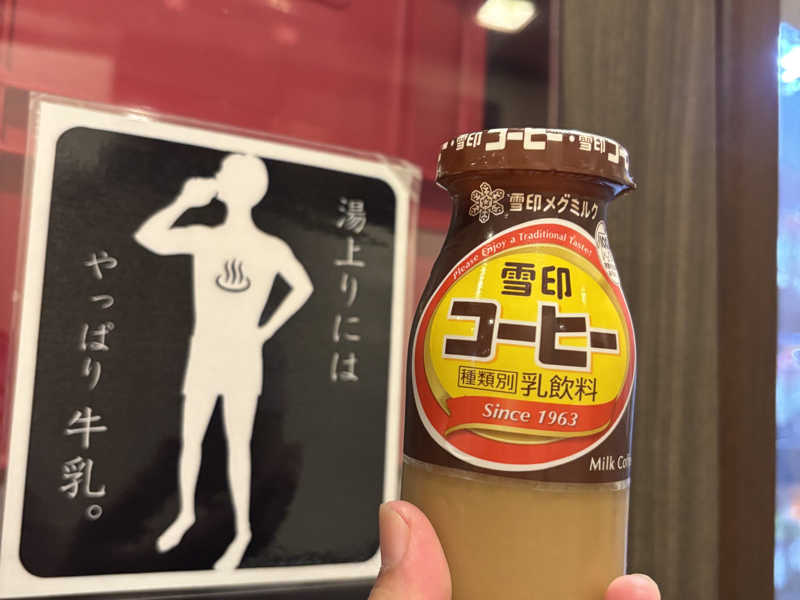 湯上りには
やっぱり牛乳。
雪印 コーヒー 雪印 コー
雪印メグミルク
Please Enjoy a Traditional Taste!
雪印
コーヒー
種類別 乳飲料
Since 1963
Milk Cof